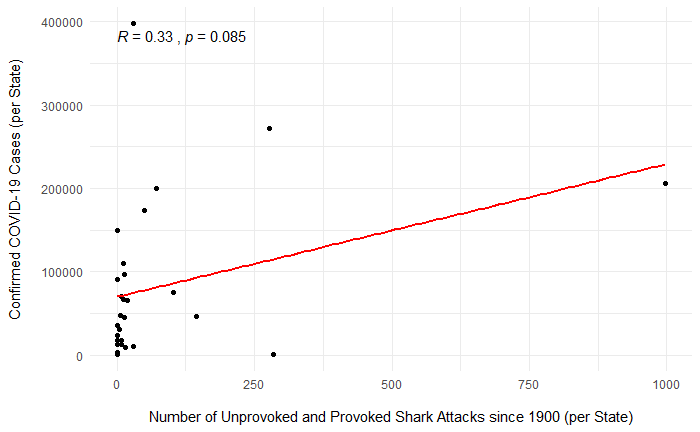 400000
R = 0.33 , p = 0.085
300000
200000
100000
0
Confirmed COVID-19 Cases (per State)
0 250 500 750 1000
Number of Unprovoked and Provoked Shark Attacks since 1900 (per State)